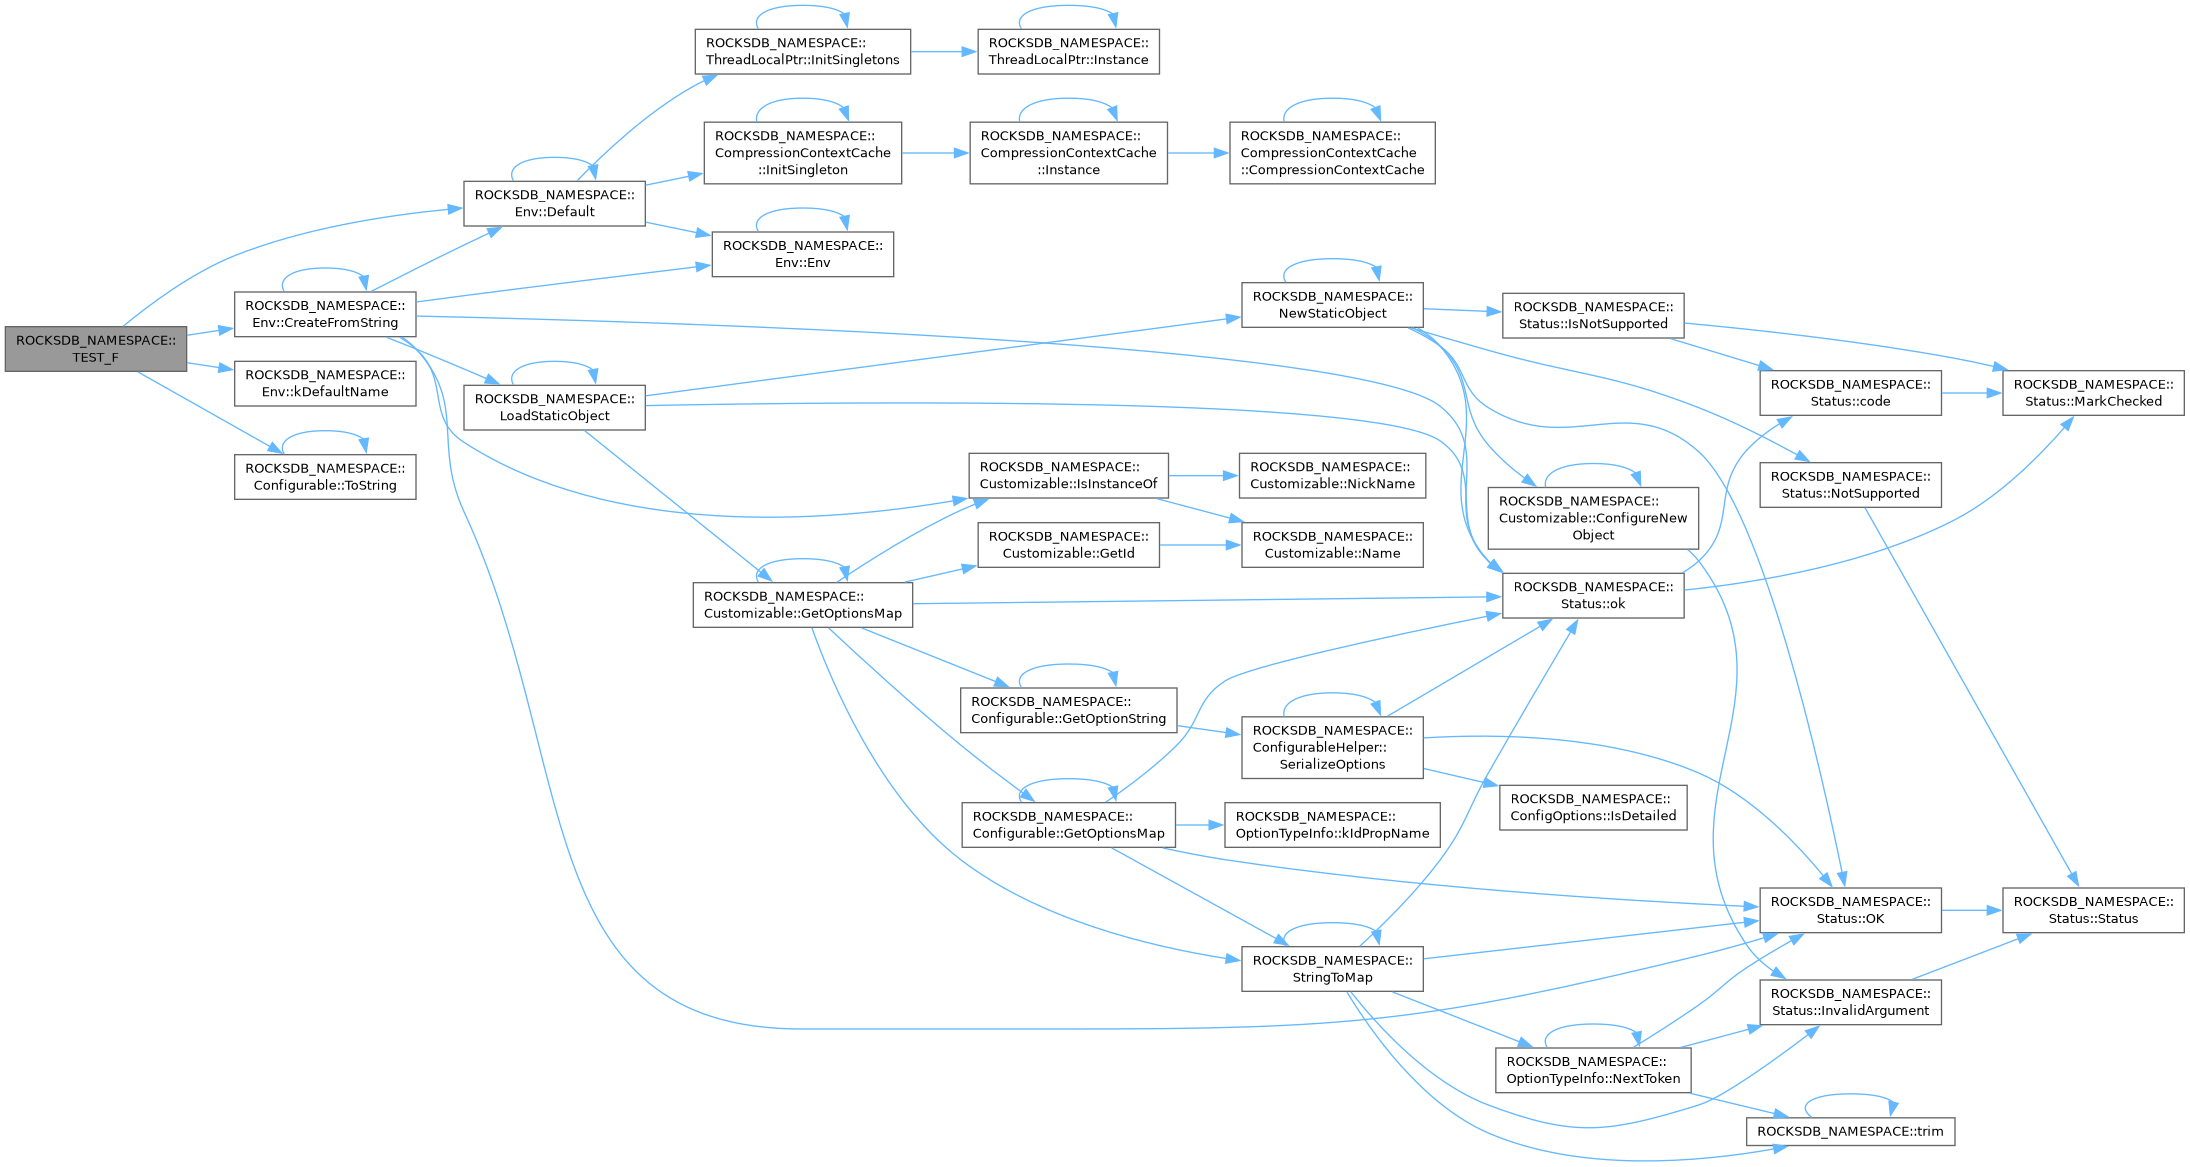 ROCKSDB_NAMESPACE::
TEST_F
ROCKSDB_NAMESPACE::
Env::CreateFromString
ROCKSDB_NAMESPACE::
Env::kDefaultName
ROCKSDB_NAMESPACE::
Configurable::ToString
ROCKSDB_NAMESPACE::
Env::Default
ROCKSDB_NAMESPACE::
LoadStaticObject
ROCKSDB_NAMESPACE::
ThreadLocalPtr::InitSingletons
ROCKSDB_NAMESPACE::
CompressionContextCache
::InitSingleton
ROCKSDB_NAMESPACE::
Env::Env
ROCKSDB_NAMESPACE::
Customizable::GetOptionsMap
ROCKSDB_NAMESPACE::
ThreadLocalPtr::Instance
ROCKSDB_NAMESPACE::
CompressionContextCache
::Instance
ROCKSDB_NAMESPACE::
Customizable::IsInstanceOf
ROCKSDB_NAMESPACE::
Customizable::GetId
ROCKSDB_NAMESPACE::
Configurable::GetOptionString
ROCKSDB_NAMESPACE::
Configurable::GetOptionsMap
ROCKSDB_NAMESPACE::
CompressionContextCache
::CompressionContextCache
ROCKSDB_NAMESPACE::
NewStaticObject
ROCKSDB_NAMESPACE::
Customizable::NickName
ROCKSDB_NAMESPACE::
Customizable::Name
ROCKSDB_NAMESPACE::
ConfigurableHelper::
SerializeOptions
ROCKSDB_NAMESPACE::
OptionTypeInfo::kIdPropName
ROCKSDB_NAMESPACE::
StringToMap
ROCKSDB_NAMESPACE::
Status::IsNotSupported
ROCKSDB_NAMESPACE::
Customizable::ConfigureNew
Object
ROCKSDB_NAMESPACE::
Status::ok
ROCKSDB_NAMESPACE::
ConfigOptions::IsDetailed
ROCKSDB_NAMESPACE::
OptionTypeInfo::NextToken
ROCKSDB_NAMESPACE::
Status::code
ROCKSDB_NAMESPACE::
Status::NotSupported
ROCKSDB_NAMESPACE::
Status::OK
ROCKSDB_NAMESPACE::
Status::InvalidArgument
ROCKSDB_NAMESPACE::trim
ROCKSDB_NAMESPACE::
Status::MarkChecked
ROCKSDB_NAMESPACE::
Status::Status